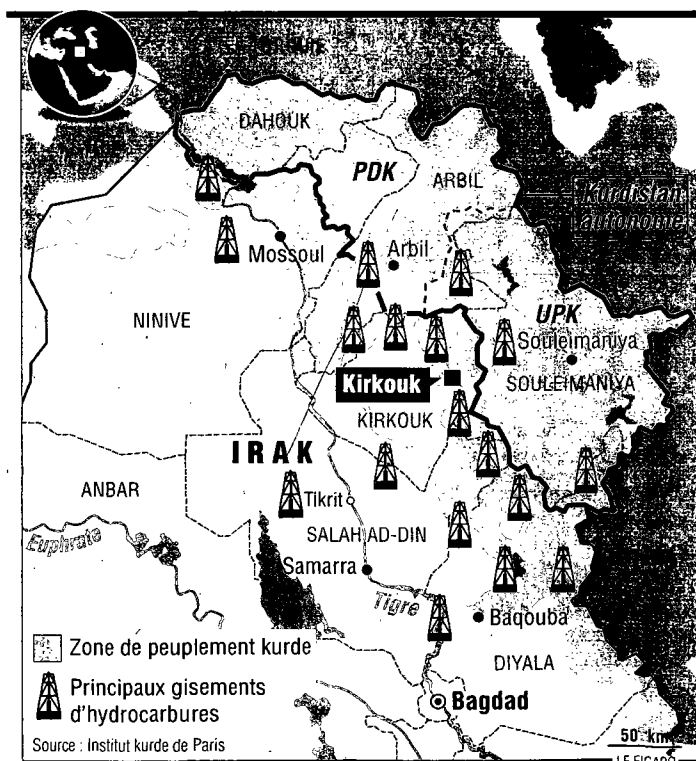 DAHOUK
PDK
ARBIL
Kurdistan
autonome
Mossoul
Arbil
NINIVE
UPK
Souleimaniya
Kirkouk
SOULEIMANIYA
KIRKOUK
IRAK
ANBAR
Tikrit
Euphrate
SALAH AD-DIN
Samarra
Tigre
Baqouba
DIYALA
Zone de peuplement kurde
Principaux gisements
d'hydrocarbures
Bagdad
50 km
Source : Institut kurde de Paris
LE FIGARO